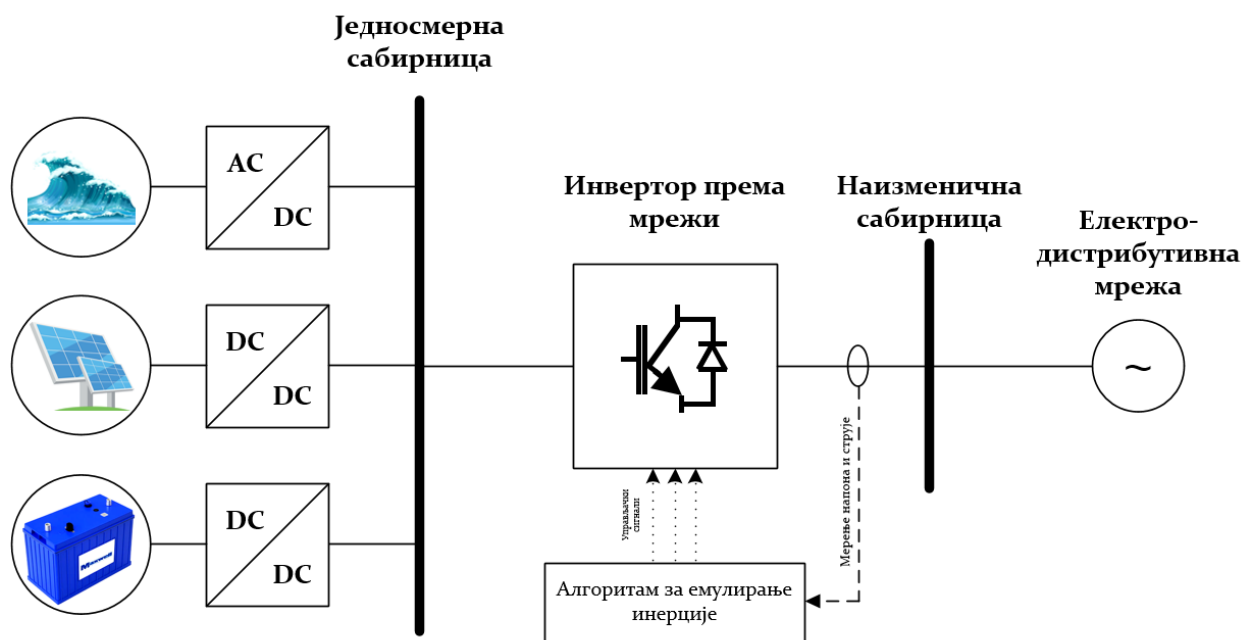 Једносмерна
сабирница
AC
DC
DC
DC
DC
DC
Maxwell
Инвертор према
мрежи
Наизменична
сабирница
Електро-
дистрибутивна
мрежа
~
Управљачки
сигнали
Мерење напона и струје
Алгоритам за емулирање
инерције